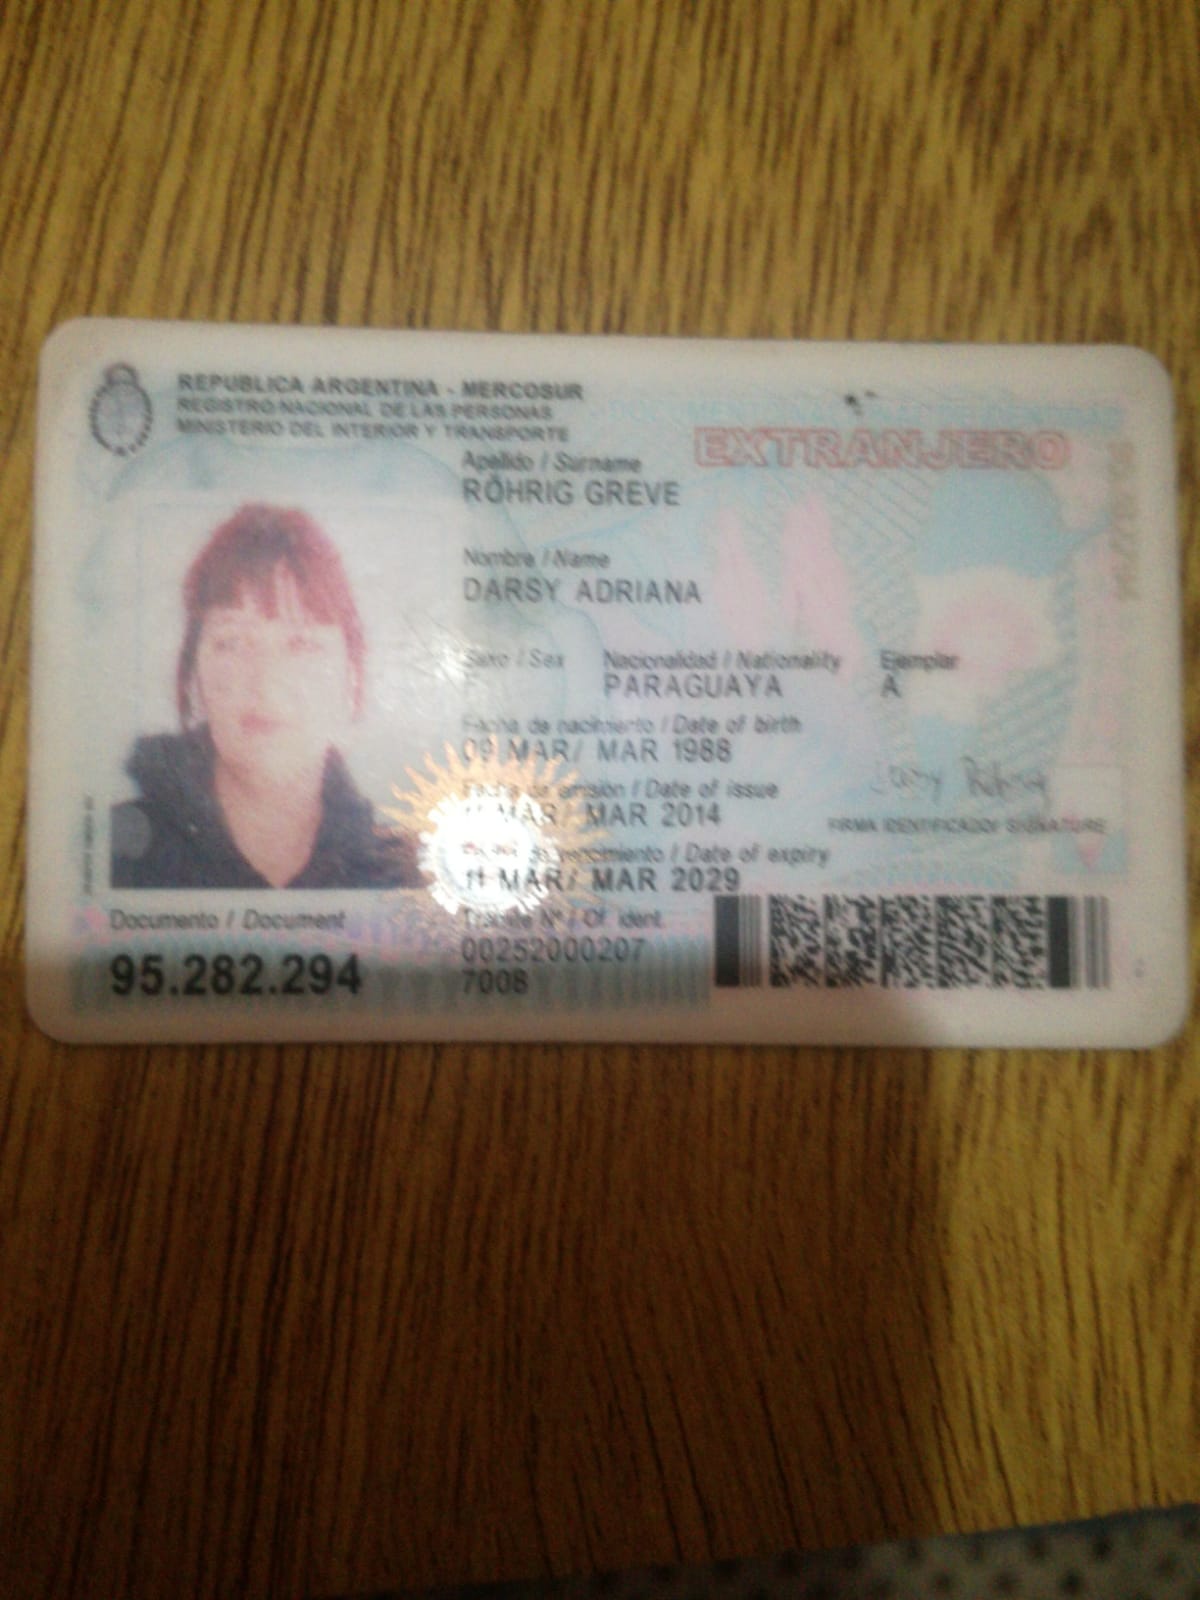 REPUBLICA ARGENTINA - MERCOSUR
REGISTRO NACIONAL DE LAS PERSONAS
MINISTERIO DEL INTERIOR Y TRANSPORTE
EXTRANJERO
Apellido / Surname
RÖHRIG GREVE
Nombre / Name
DARSY ADRIANA
Sexo / Sex Nacionalidad / Nationality Ejemplar
F PARAGUAYA A
Fecha de nacimiento / Date of birth
09 MAR/ MAR 1988
Fecha de emisión / Date of issue
11 MAR/ MAR 2014
FIRMA IDENTIFICADO/ SIGNATURE
Fecha de vencimiento / Date of expiry
11 MAR/ MAR 2029
Documento / Document
95.282.294
Trámite Nº / Of. ident.
00252000207
7008